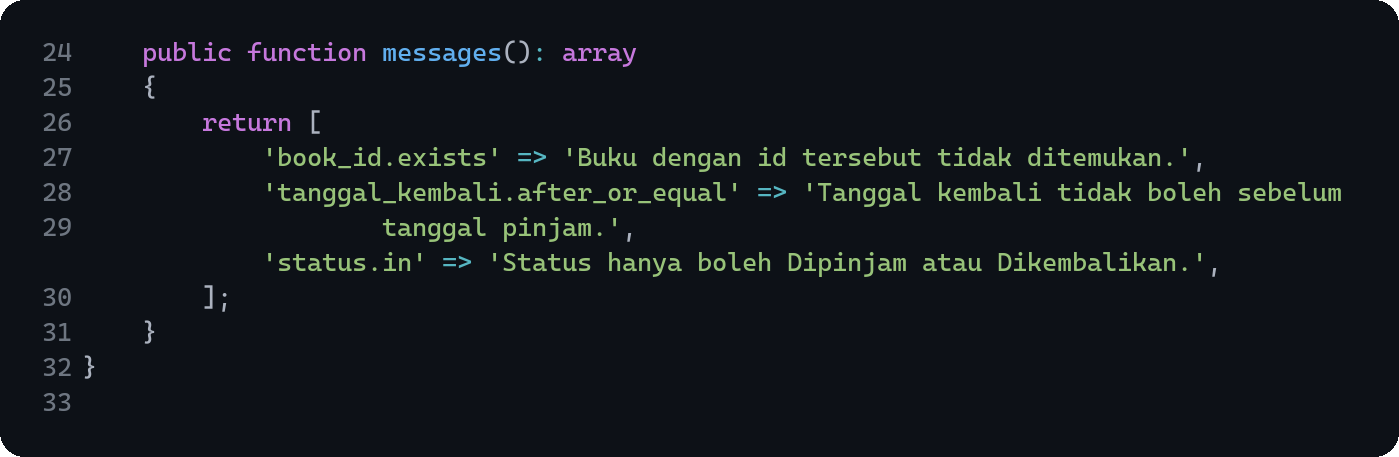 24    public function messages(): array
25    {
26        return [
27            'book_id.exists' => 'Buku dengan id tersebut tidak ditemukan.',
28            'tanggal_kembali.after_or_equal' => 'Tanggal kembali tidak boleh sebelum
29                    tanggal pinjam.',
            'status.in' => 'Status hanya boleh Dipinjam atau Dikembalikan.',
30        ];
31    }
32 }
33